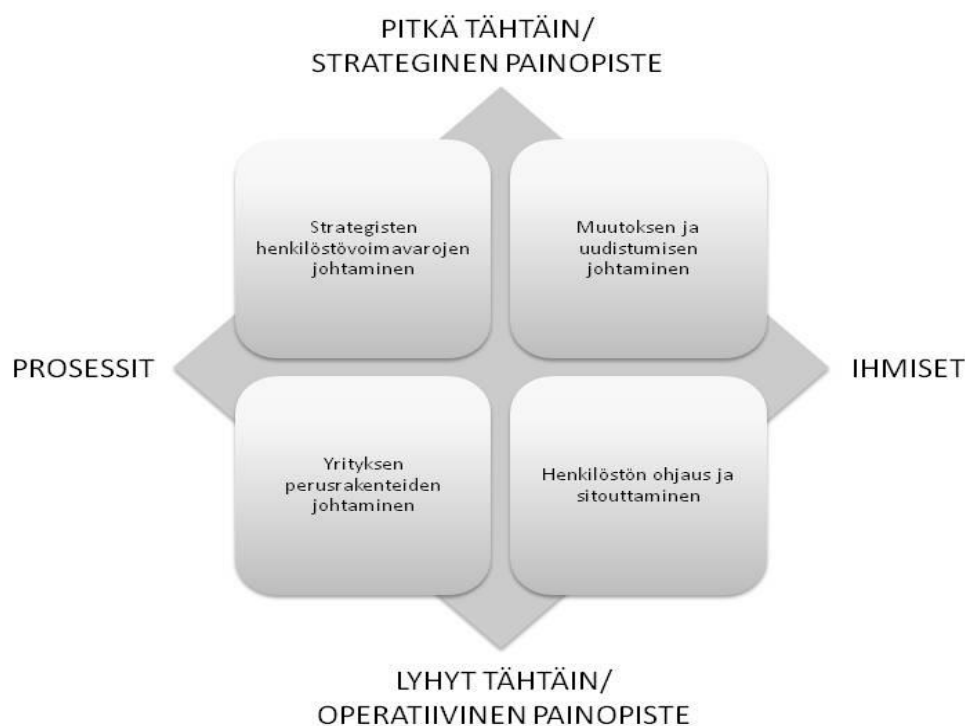 PITKÄ TÄHTÄIN/
STRATEGINEN PAINOPISTE
Strategisten
henkilöstövoimavarojen
johtaminen
Muutoksen ja
uudistumisen
johtaminen
PROSESSIT
IHMISET
Yrityksen
perusrakenteiden
johtaminen
Henkilöstön ohjaus ja
sitouttaminen
LYHYT TÄHTÄIN/
OPERATIIVINEN PAINOPISTE